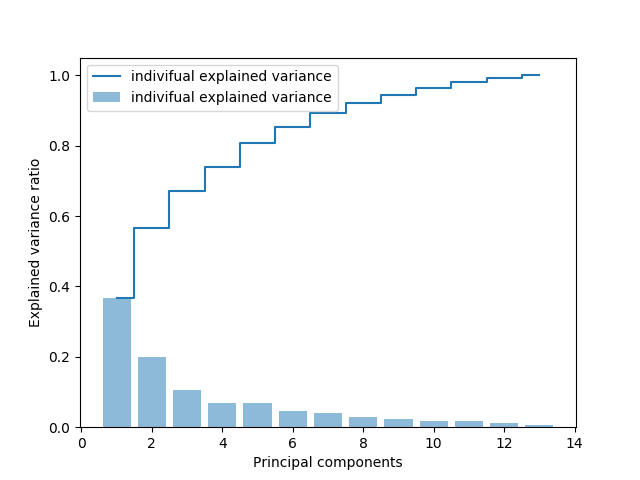 indivifual explained variance
indivifual explained variance
1.0
0.8
0.6
0.4
0.2
0.0
Explained variance ratio
0 2 4 6 8 10 12 14
Principal components